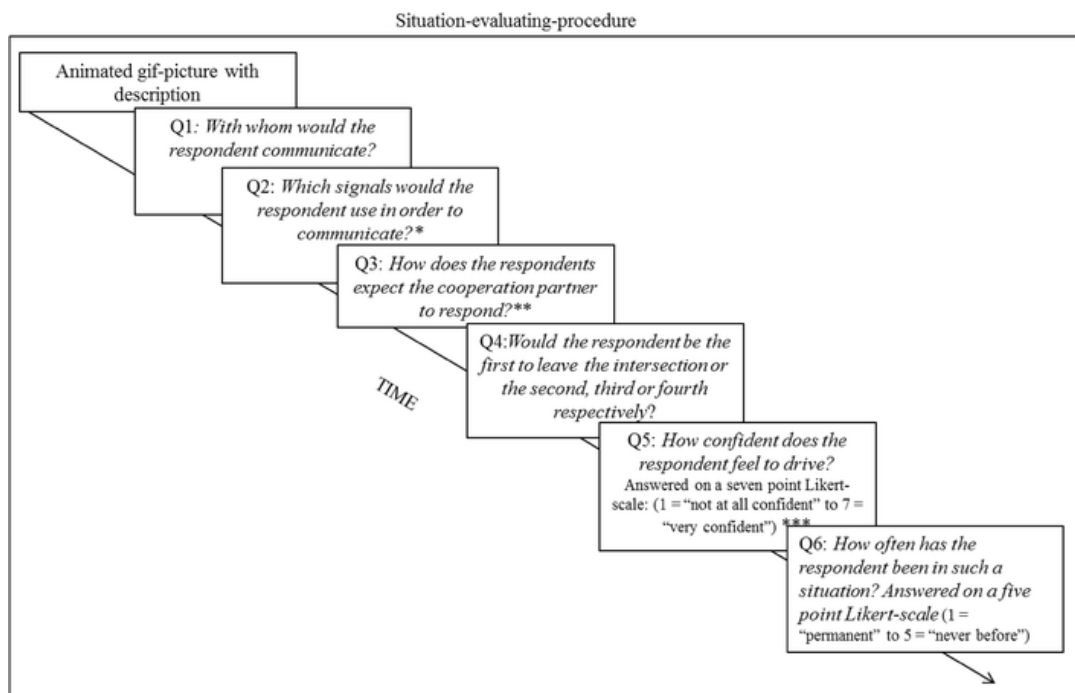 Situation-evaluating-procedure
Animated gif-picture with
description
Q1: With whom would the
respondent communicate?
Q2: Which signals would the
respondent use in order to
communicate?*
Q3: How does the respondents
expect the cooperation partner
to respond?**
Q4:Would the respondent be the
first to leave the intersection or
the second, third or fourth
respectively?
TIME
Q5: How confident does the
respondent feel to drive?
Answered on a seven point Likert-
scale: (1 = “not at all confident” to 7 =
“very confident”) ***
Q6: How often has the
respondent been in such a
situation? Answered on a five
point Likert-scale (1 =
“permanent” to 5 = “never before”)